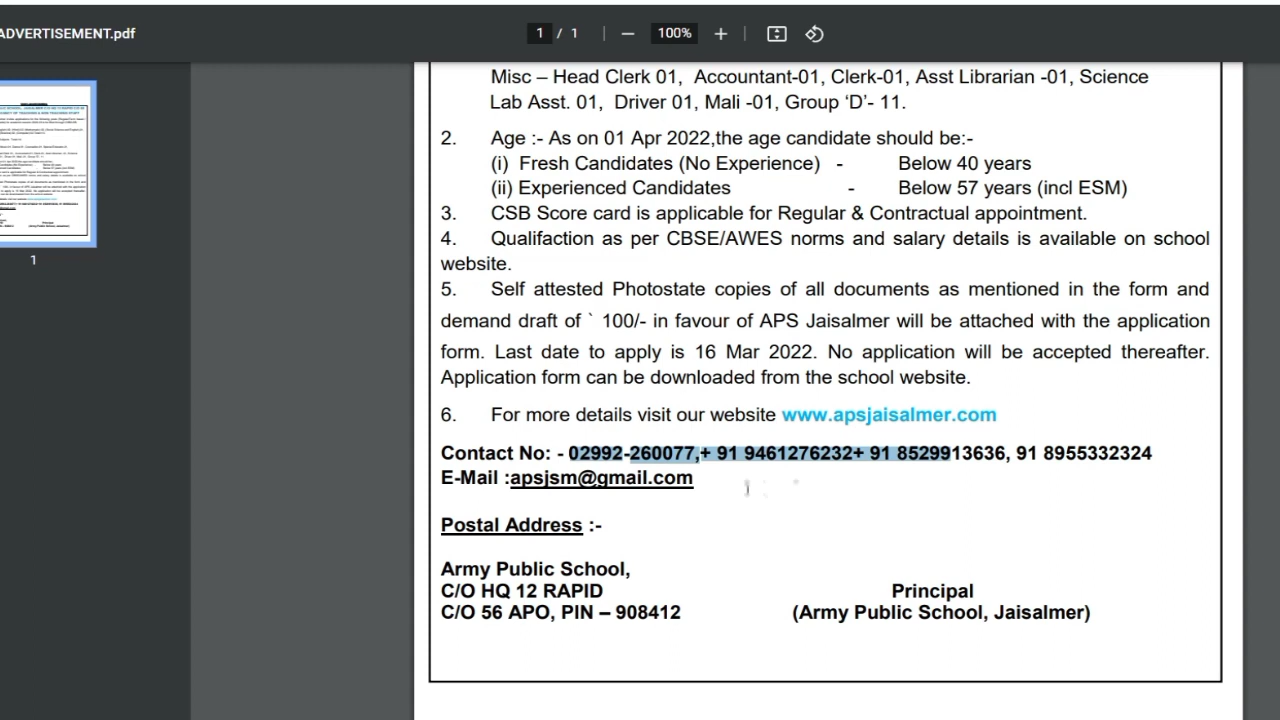 ADVERTISEMENT.pdf
1 / 1 — 100% +
Misc – Head Clerk 01, Accountant-01, Clerk-01, Asst Librarian -01, Science
Lab Asst. 01, Driver 01, Mali -01, Group ‘D’- 11.
2. Age :- As on 01 Apr 2022,the age candidate should be:-
(i) Fresh Candidates (No Experience) - Below 40 years
(ii) Experienced Candidates - Below 57 years (incl ESM)
3. CSB Score card is applicable for Regular & Contractual appointment.
4. Qualifaction as per CBSE/AWES norms and salary details is available on school
website.
5. Self attested Photostate copies of all documents as mentioned in the form and
demand draft of ` 100/- in favour of APS Jaisalmer will be attached with the application
form. Last date to apply is 16 Mar 2022. No application will be accepted thereafter.
Application form can be downloaded from the school website.
6. For more details visit our website www.apsjaisalmer.com
Contact No: - 02992-260077,+ 91 9461276232+ 91 8529913636, 91 8955332324
E-Mail :apsjsm@gmail.com
Postal Address :-
Army Public School,
C/O HQ 12 RAPID Principal
C/O 56 APO, PIN – 908412 (Army Public School, Jaisalmer)
1